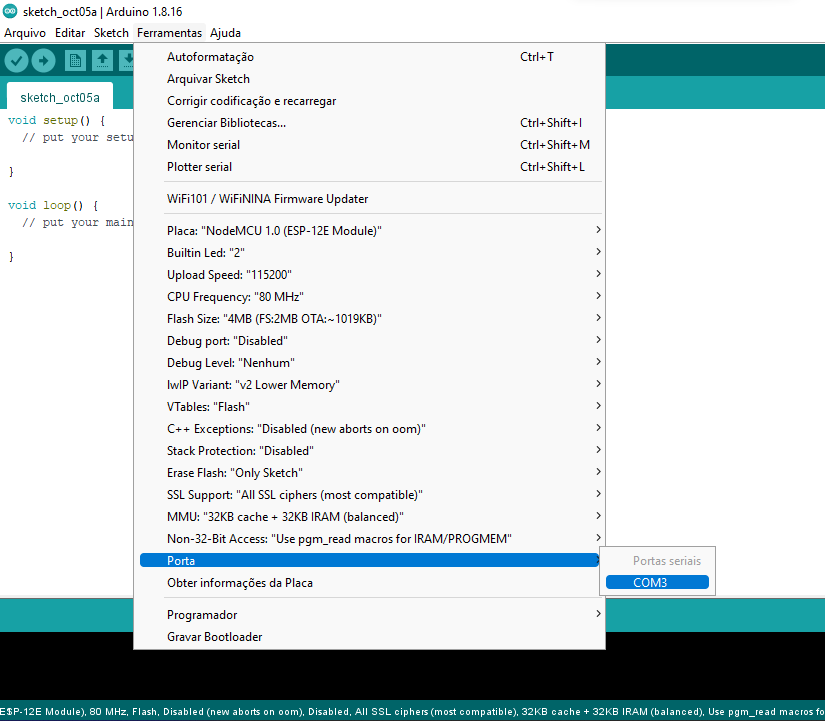 sketch_oct05a | Arduino 1.8.16
Arquivo Editar Sketch Ferramentas Ajuda
Autoformatação Ctrl+T
Arquivar Sketch
Corrigir codificação e recarregar
Gerenciar Bibliotecas... Ctrl+Shift+I
Monitor serial Ctrl+Shift+M
Plotter serial Ctrl+Shift+L
WiFi101 / WiFiNINA Firmware Updater
Placa: "NodeMCU 1.0 (ESP-12E Module)"
Builtin Led: "2"
Upload Speed: "115200"
CPU Frequency: "80 MHz"
Flash Size: "4MB (FS:2MB OTA:~1019KB)"
Debug port: "Disabled"
Debug Level: "Nenhum"
lwIP Variant: "v2 Lower Memory"
VTables: "Flash"
C++ Exceptions: "Disabled (new aborts on oom)"
Stack Protection: "Disabled"
Erase Flash: "Only Sketch"
SSL Support: "All SSL ciphers (most compatible)"
MMU: "32KB cache + 32KB IRAM (balanced)"
Non-32-Bit Access: "Use pgm_read macros for IRAM/PROGMEM"
Porta
Portas seriais
COM3
Obter informações da Placa
Programador
Gravar Bootloader
sketch_oct05a
void setup() {
// put your setu
}
void loop() {
// put your main
}
ESP-12E Module), 80 MHz, Flash, Disabled (new aborts on oom), Disabled, All SSL ciphers (most compatible), 32KB cache + 32KB IRAM (balanced), Use pgm_read macros fo